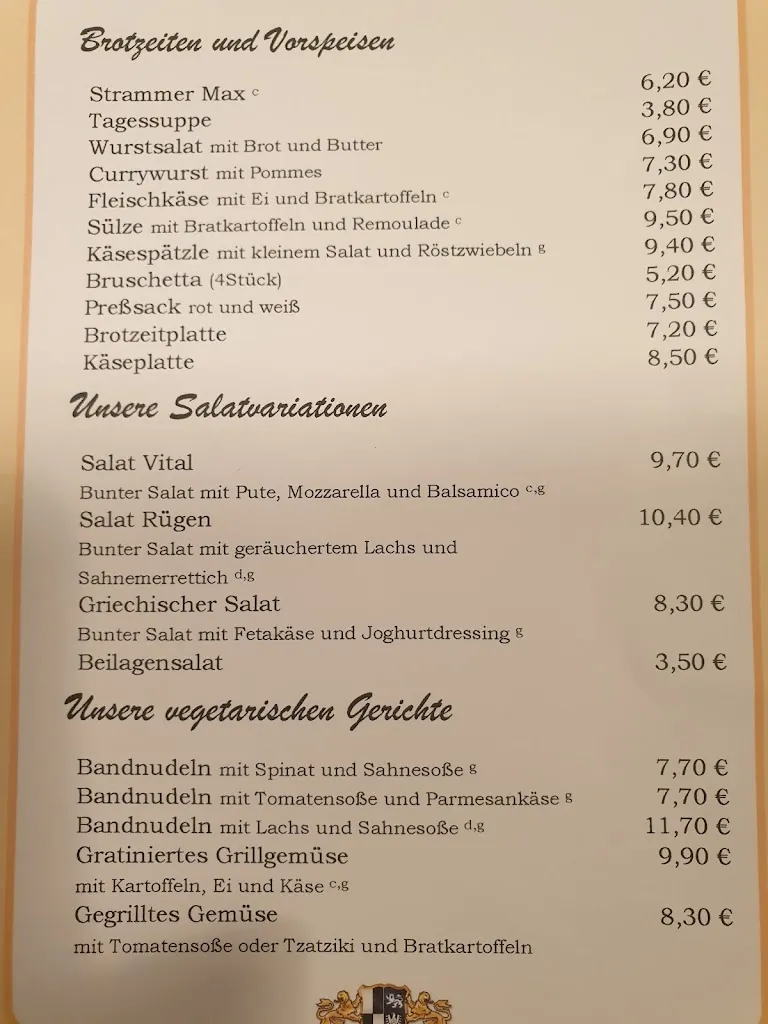 Brotzeiten und Vorspeisen
Strammer Max c 6,20 €
Tagessuppe 3,80 €
Wurstsalat mit Brot und Butter 6,90 €
Currywurst mit Pommes 7,30 €
Fleischkäse mit Ei und Bratkartoffeln c 7,80 €
Sülze mit Bratkartoffeln und Remoulade c 9,50 €
Käsespätzle mit kleinem Salat und Röstzwiebeln g 9,40 €
Bruschetta (4Stück) 5,20 €
Preßsack rot und weiß 7,50 €
Brotzeitplatte 7,20 €
Käseplatte 8,50 €
Unsere Salatvariationen
Salat Vital 9,70 €
Bunter Salat mit Pute, Mozzarella und Balsamico c,g
Salat Rügen 10,40 €
Bunter Salat mit geräuchertem Lachs und
Sahnemerrettich d,g
Griechischer Salat 8,30 €
Bunter Salat mit Fetakäse und Joghurtdressing g
Beilagensalat 3,50 €
Unsere vegetarischen Gerichte
Bandnudeln mit Spinat und Sahnesoße g 7,70 €
Bandnudeln mit Tomatensoße und Parmesankäse g 7,70 €
Bandnudeln mit Lachs und Sahnesoße d,g 11,70 €
Gratiniertes Grillgemüse 9,90 €
mit Kartoffeln, Ei und Käse c,g
Gegrilltes Gemüse 8,30 €
mit Tomatensoße oder Tzatziki und Bratkartoffeln